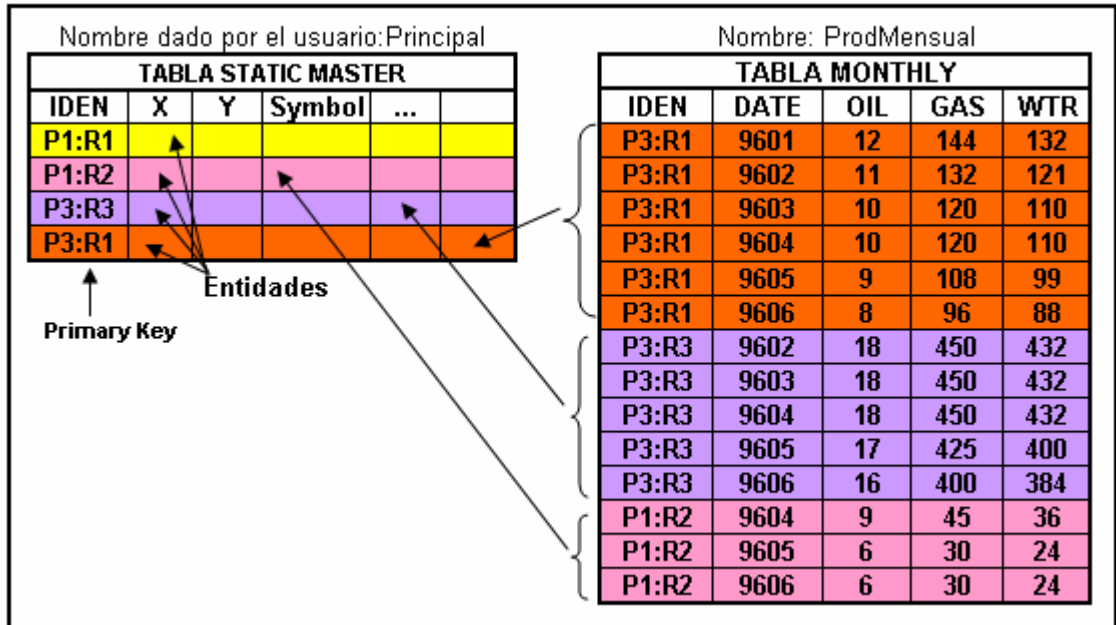 Nombre dado por el usuario:Principal
TABLA STATIC MASTER
IDEN X Y Symbol ...
P1:R1
P1:R2
P3:R3
P3:R1
Entidades
Primary Key
Nombre: ProdMensual
TABLA MONTHLY
IDEN DATE OIL GAS WTR
P3:R1 9601 12 144 132
P3:R1 9602 11 132 121
P3:R1 9603 10 120 110
P3:R1 9604 10 120 110
P3:R1 9605 9 108 99
P3:R1 9606 8 96 88
P3:R3 9602 18 450 432
P3:R3 9603 18 450 432
P3:R3 9604 18 450 432
P3:R3 9605 17 425 400
P3:R3 9606 16 400 384
P1:R2 9604 9 45 36
P1:R2 9605 6 30 24
P1:R2 9606 6 30 24